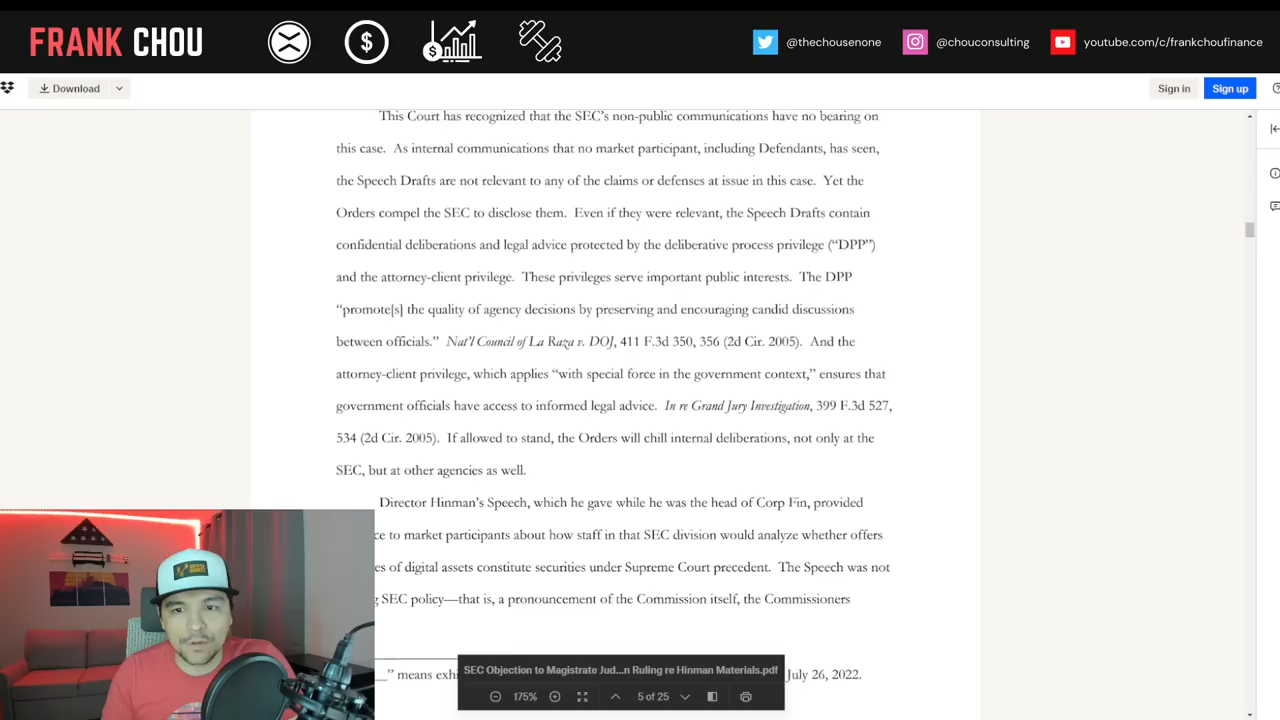 FRANK CHOU
@thechousenone
@chouconsulting
youtube.com/c/frankchoufinance
Download
Sign in
Sign up
This Court has recognized that the SEC’s non-public communications have no bearing on
this case. As internal communications that no market participant, including Defendants, has seen,
the Speech Drafts are not relevant to any of the claims or defenses at issue in this case. Yet the
Orders compel the SEC to disclose them. Even if they were relevant, the Speech Drafts contain
confidential deliberations and legal advice protected by the deliberative process privilege (“DPP”)
and the attorney-client privilege. These privileges serve important public interests. The DPP
“promote[s] the quality of agency decisions by preserving and encouraging candid discussions
between officials.” Nat’l Council of La Raza v. DOJ, 411 F.3d 350, 356 (2d Cir. 2005). And the
attorney-client privilege, which applies “with special force in the government context,” ensures that
government officials have access to informed legal advice. In re Grand Jury Investigation, 399 F.3d 527,
534 (2d Cir. 2005). If allowed to stand, the Orders will chill internal deliberations, not only at the
SEC, but at other agencies as well.
Director Hinman’s Speech, which he gave while he was the head of Corp Fin, provided
ce to market participants about how staff in that SEC division would analyze whether offers
es of digital assets constitute securities under Supreme Court precedent. The Speech was not
g SEC policy—that is, a pronouncement of the Commission itself, the Commissioners
__” means exhi
July 26, 2022.
SEC Objection to Magistrate Jud...n Ruling re Hinman Materials.pdf
175%
5 of 25